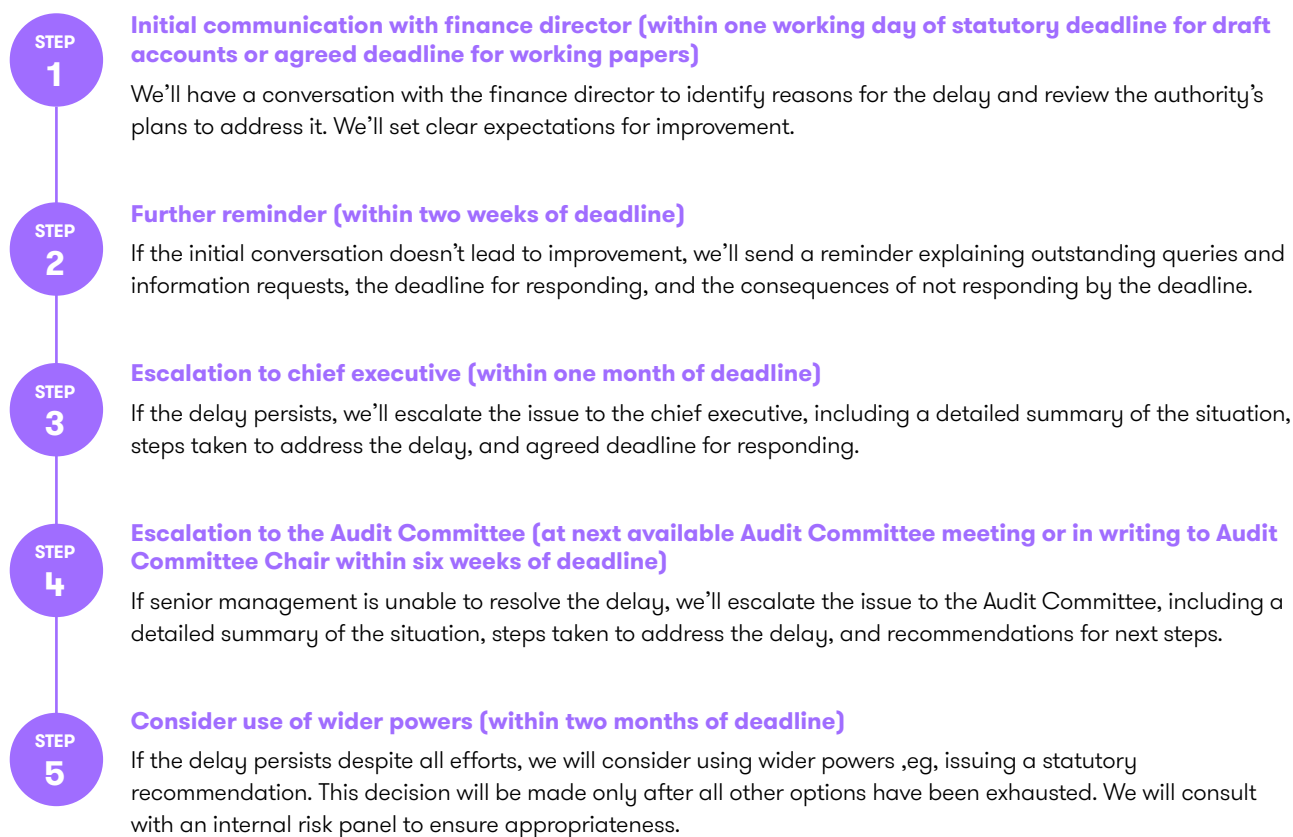 STEP
1
Initial communication with finance director (within one working day of statutory deadline for draft
accounts or agreed deadline for working papers)
We’ll have a conversation with the finance director to identify reasons for the delay and review the authority’s
plans to address it. We’ll set clear expectations for improvement.
STEP
2
Further reminder (within two weeks of deadline)
If the initial conversation doesn’t lead to improvement, we’ll send a reminder explaining outstanding queries and
information requests, the deadline for responding, and the consequences of not responding by the deadline.
STEP
3
Escalation to chief executive (within one month of deadline)
If the delay persists, we’ll escalate the issue to the chief executive, including a detailed summary of the situation,
steps taken to address the delay, and agreed deadline for responding.
STEP
4
Escalation to the Audit Committee (at next available Audit Committee meeting or in writing to Audit
Committee Chair within six weeks of deadline)
If senior management is unable to resolve the delay, we’ll escalate the issue to the Audit Committee, including a
detailed summary of the situation, steps taken to address the delay, and recommendations for next steps.
STEP
5
Consider use of wider powers (within two months of deadline)
If the delay persists despite all efforts, we will consider using wider powers ,eg, issuing a statutory
recommendation. This decision will be made only after all other options have been exhausted. We will consult
with an internal risk panel to ensure appropriateness.